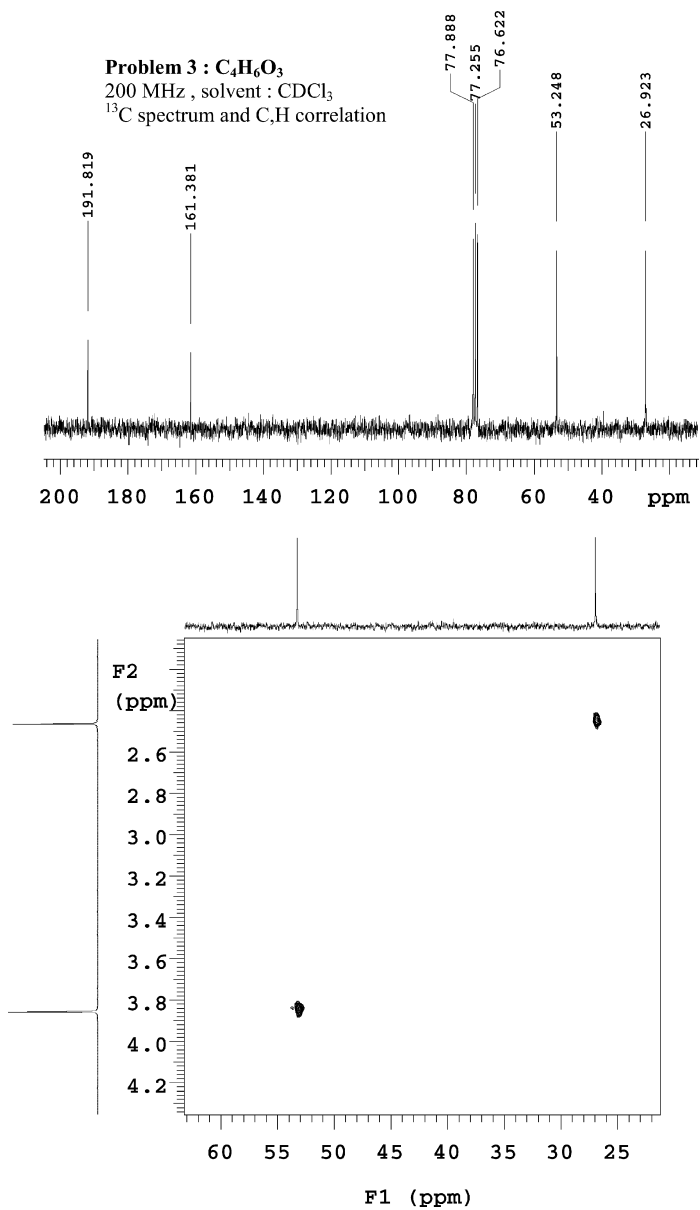 Problem 3 : C₄H₆O₃
200 MHz , solvent : CDCl₃
¹³C spectrum and C,H correlation
191.819
161.381
77.888
77.255
76.622
53.248
26.923
200 180 160 140 120 100 80 60 40 ppm
F2
(ppm)
2.6
2.8
3.0
3.2
3.4
3.6
3.8
4.0
4.2
60 55 50 45 40 35 30 25
F1 (ppm)